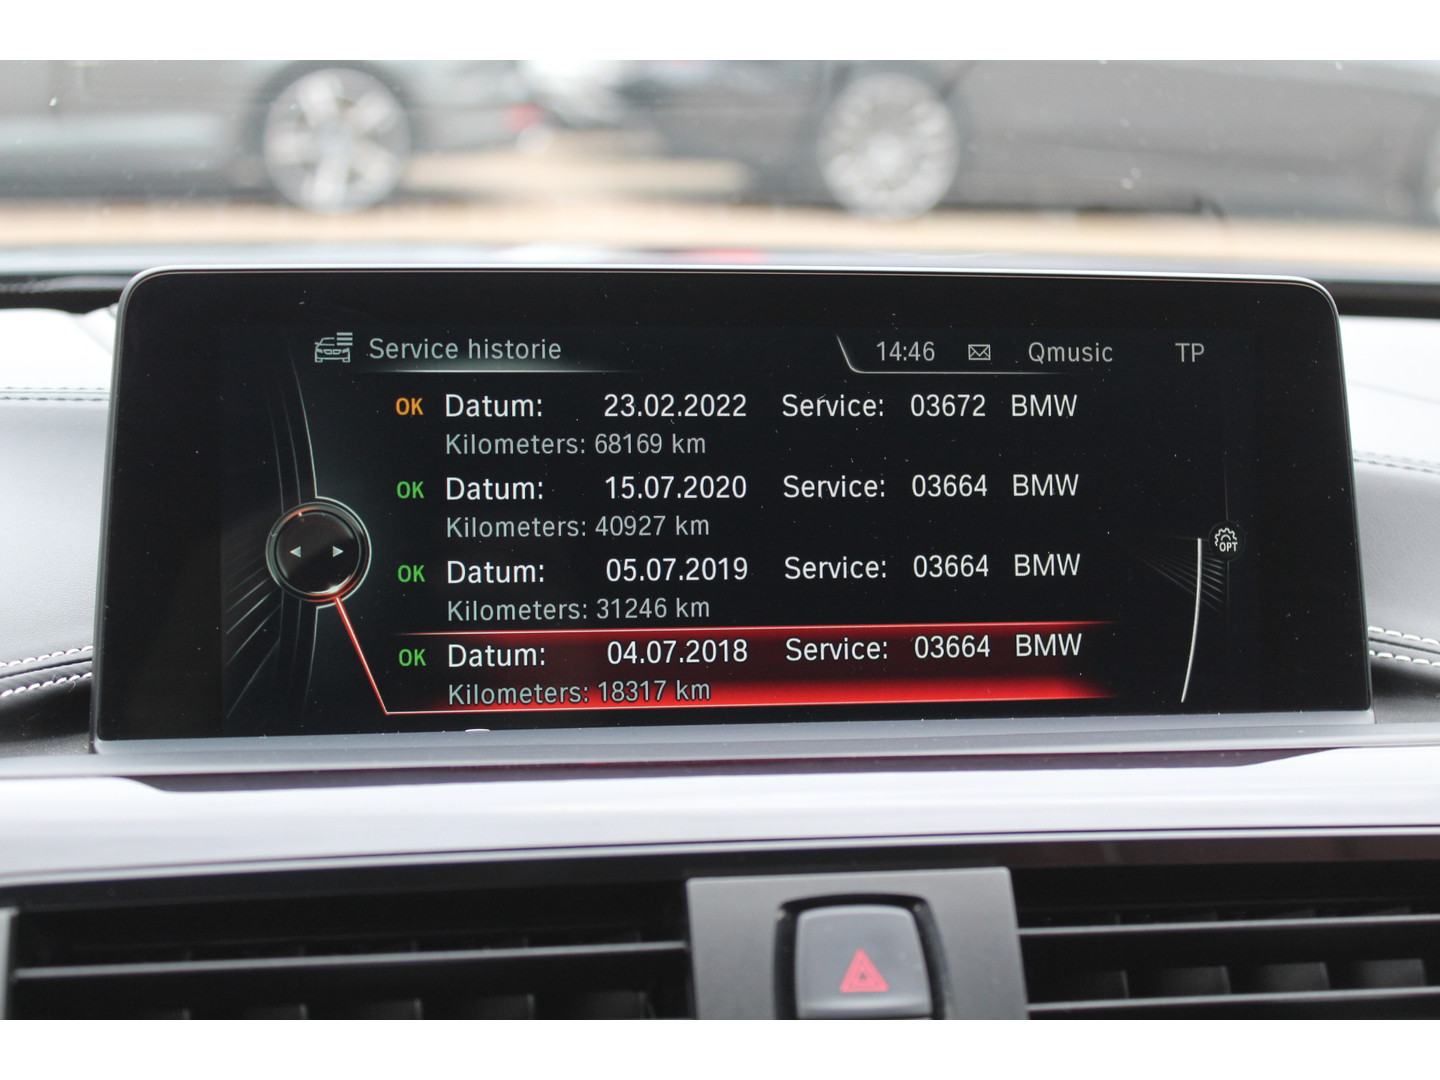 Service historie 14:46 Qmusic TP
OK Datum: 23.02.2022 Service: 03672 BMW
Kilometers: 68169 km
OK Datum: 15.07.2020 Service: 03664 BMW
Kilometers: 40927 km
OPT
OK Datum: 05.07.2019 Service: 03664 BMW
Kilometers: 31246 km
OK Datum: 04.07.2018 Service: 03664 BMW
Kilometers: 18317 km